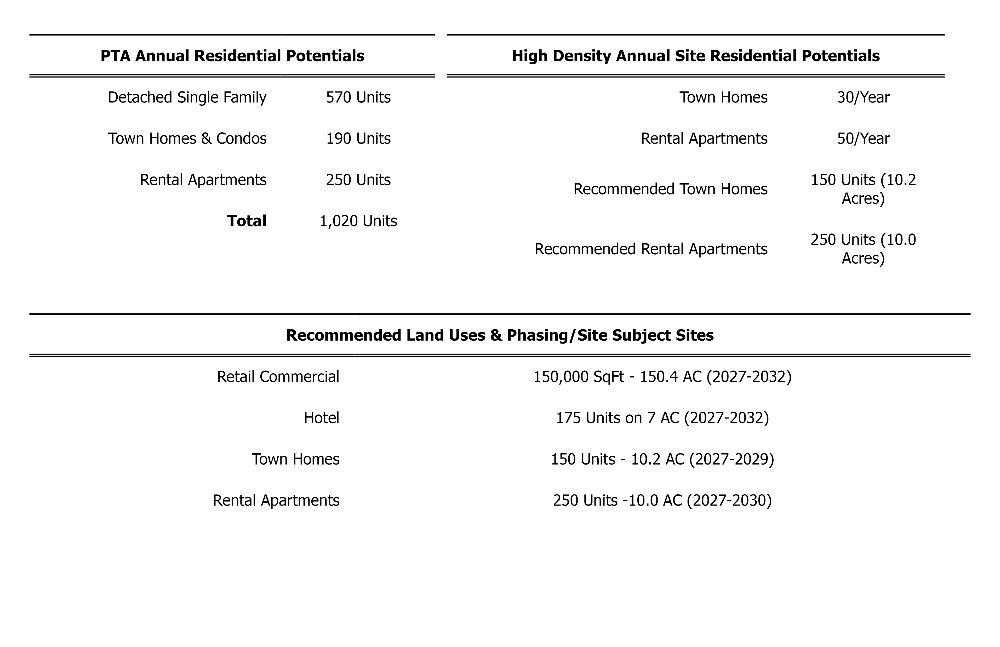 PTA Annual Residential Potentials
Detached Single Family 570 Units
Town Homes & Condos 190 Units
Rental Apartments 250 Units
Total 1,020 Units
High Density Annual Site Residential Potentials
Town Homes 30/Year
Rental Apartments 50/Year
Recommended Town Homes 150 Units (10.2
Acres)
Recommended Rental Apartments 250 Units (10.0
Acres)
Recommended Land Uses & Phasing/Site Subject Sites
Retail Commercial 150,000 SqFt - 150.4 AC (2027-2032)
Hotel 175 Units on 7 AC (2027-2032)
Town Homes 150 Units - 10.2 AC (2027-2029)
Rental Apartments 250 Units -10.0 AC (2027-2030)